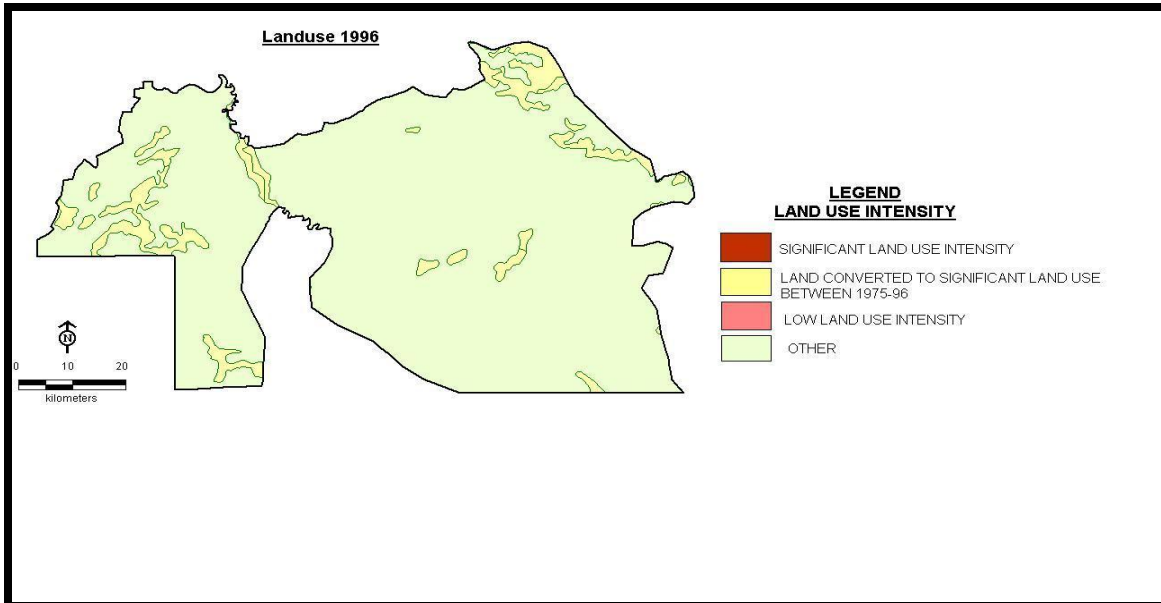 Landuse 1996
LEGEND
LAND USE INTENSITY
SIGNIFICANT LAND USE INTENSITY
LAND CONVERTED TO SIGNIFICANT LAND USE
BETWEEN 1975-96
LOW LAND USE INTENSITY
OTHER
N
0 10 20
kilometers